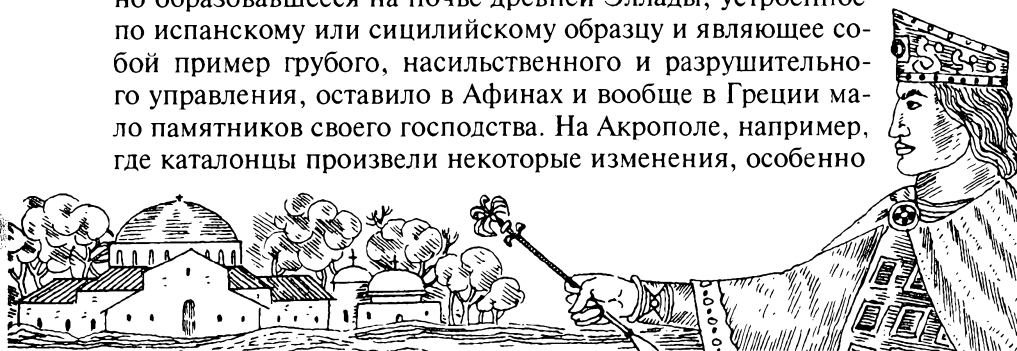 но образовавшееся на почве древней Эллады, устроенное
по испанскому или сицилийскому образцу и являющее со-
бой пример грубого, насильственного и разрушительно-
го управления, оставило в Афинах и вообще в Греции ма-
ло памятников своего господства. На Акрополе, например,
где каталонцы произвели некоторые изменения, особенно